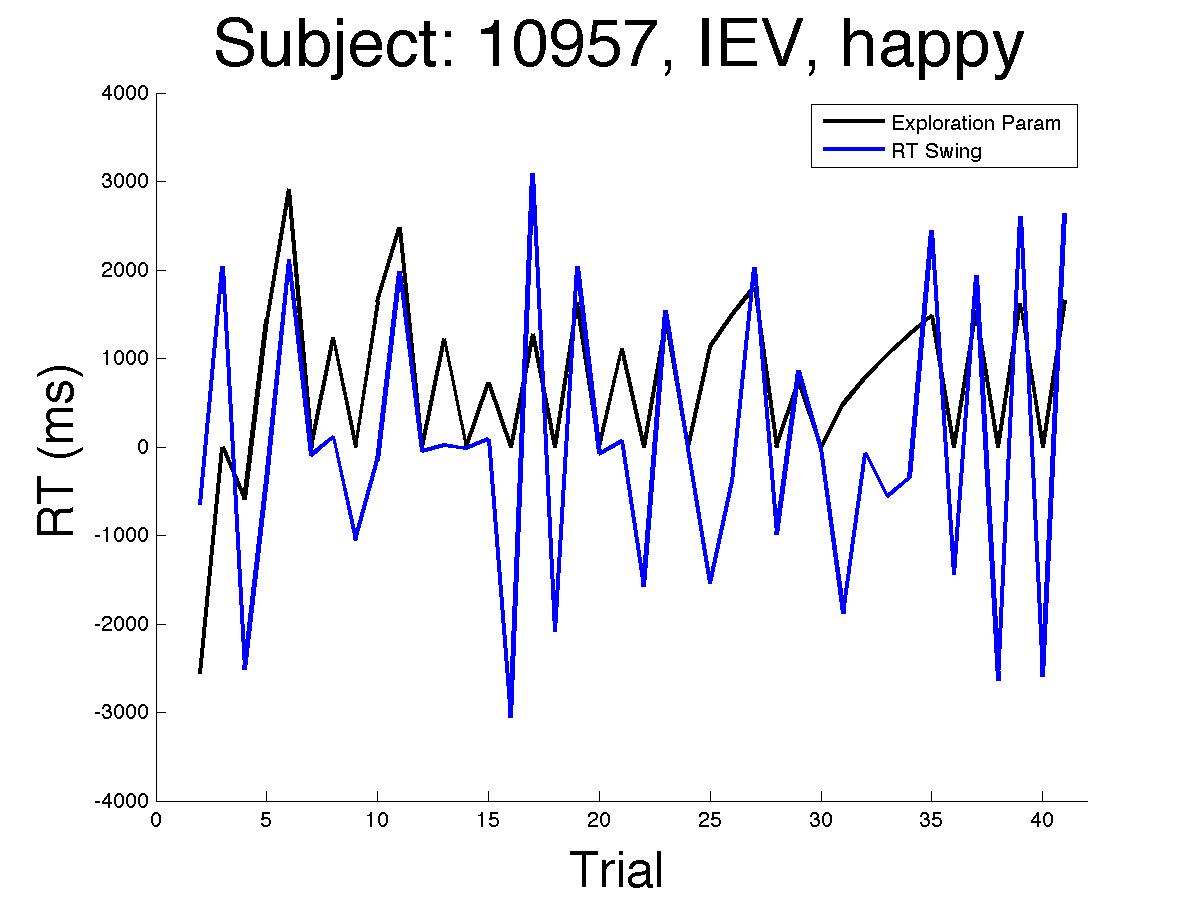 Subject: 10957, IEV, happy
Exploration Param
RT Swing
4000
3000
2000
1000
0
-1000
-2000
-3000
-4000
RT (ms)
0 5 10 15 20 25 30 35 40
Trial